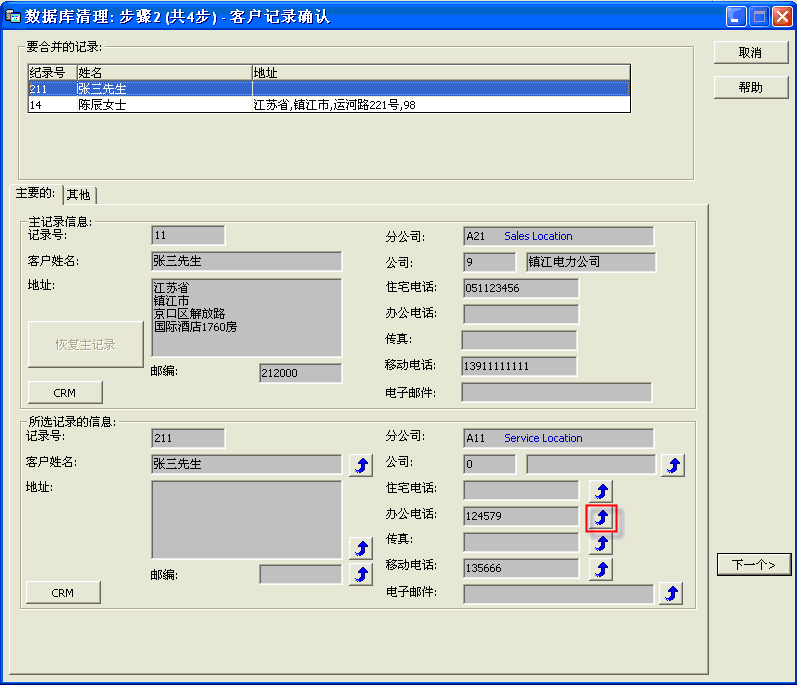 数据库清理: 步骤2 (共4步) - 客户记录确认
要合并的记录:
纪录号 姓名 地址
211 张三先生
14 陈辰女士 江苏省,镇江市,运河路221号,98
取消
帮助
主要的: 其他
主记录信息:
记录号: 11
客户姓名: 张三先生
地址: 江苏省
镇江市
京口区解放路
国际酒店1760房
恢复主记录
邮编: 212000
CRM
分公司: A21 Sales Location
公司: 9 镇江电力公司
住宅电话: 051123456
办公电话:
传真:
移动电话: 13911111111
电子邮件:
所选记录的信息:
记录号: 211
客户姓名: 张三先生
地址:
邮编:
CRM
分公司: A11 Service Location
公司: 0
住宅电话:
办公电话: 124579
传真:
移动电话: 135666
电子邮件:
下一个>